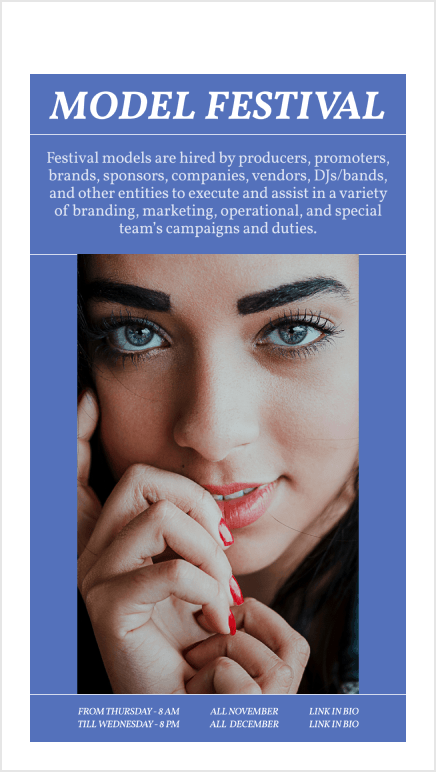 MODEL FESTIVAL
Festival models are hired by producers, promoters,
brands, sponsors, companies, vendors, DJs/bands,
and other entities to execute and assist in a variety
of branding, marketing, operational, and special
team's campaigns and duties.
FROM THURSDAY - 8 AM
TILL WEDNESDAY - 8 PM
ALL NOVEMBER
ALL DECEMBER
LINK IN BIO
LINK IN BIO